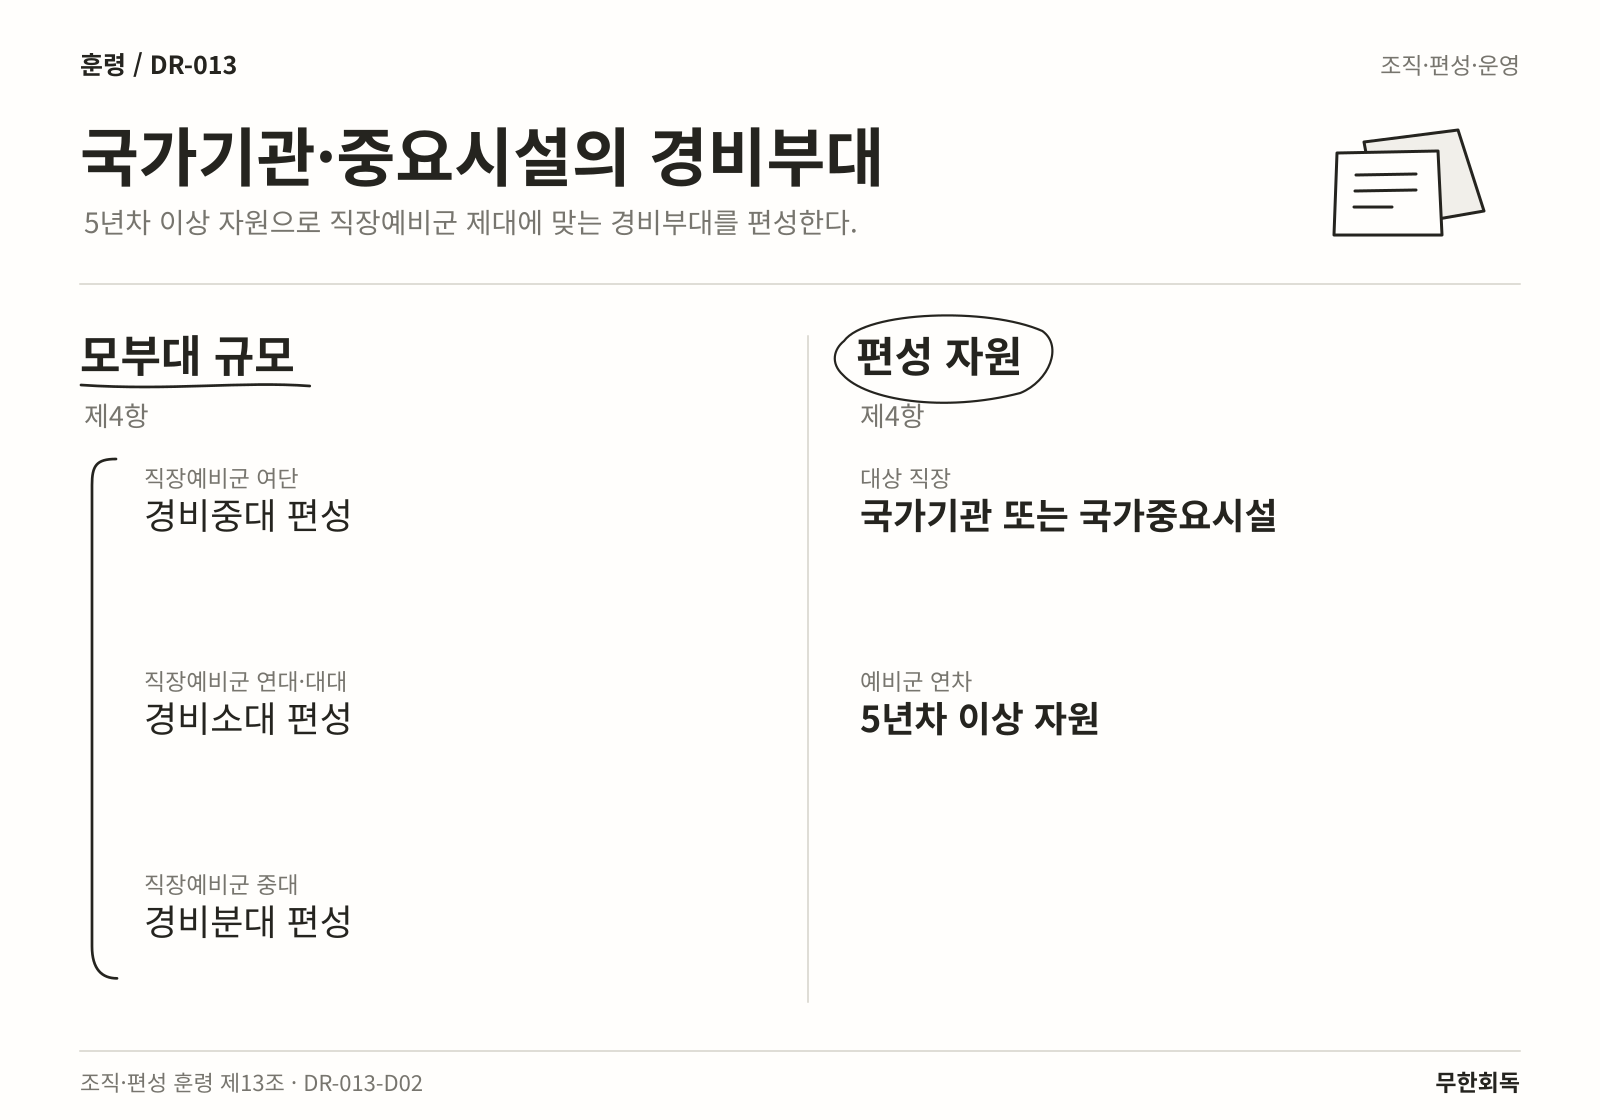 훈령 / DR-013
조직·편성·운영
국가기관·중요시설의 경비부대
5년차 이상 자원으로 직장예비군 제대에 맞는 경비부대를 편성한다.
모부대 규모
제4항
직장예비군 여단
경비중대 편성
직장예비군 연대·대대
경비소대 편성
직장예비군 중대
경비분대 편성
편성 자원
제4항
대상 직장
국가기관 또는 국가중요시설
예비군 연차
5년차 이상 자원
조직·편성 훈령 제13조 · DR-013-D02
무한회독